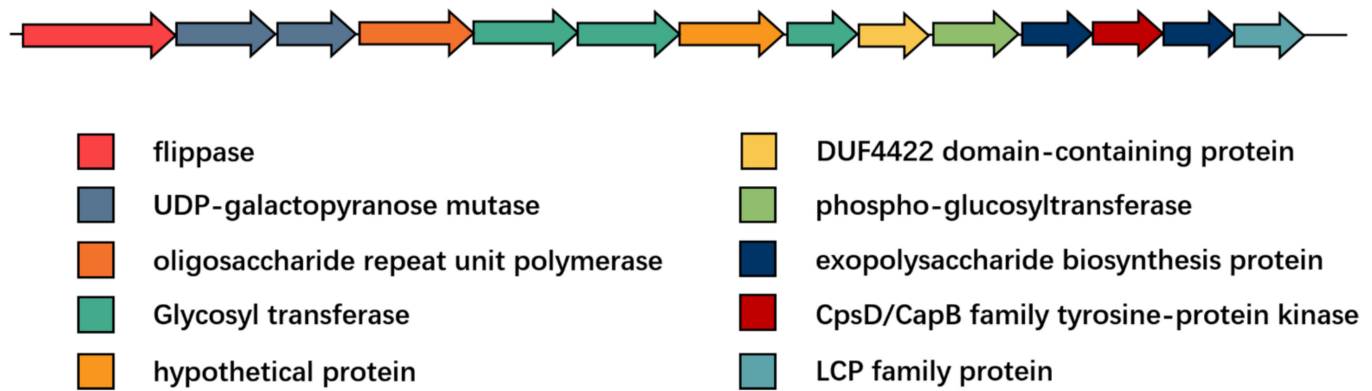 flippase
UDP-galactopyranose mutase
oligosaccharide repeat unit polymerase
Glycosyl transferase
hypothetical protein
DUF4422 domain-containing protein
phospho-glucosyltransferase
exopolysaccharide biosynthesis protein
CpsD/CapB family tyrosine-protein kinase
LCP family protein